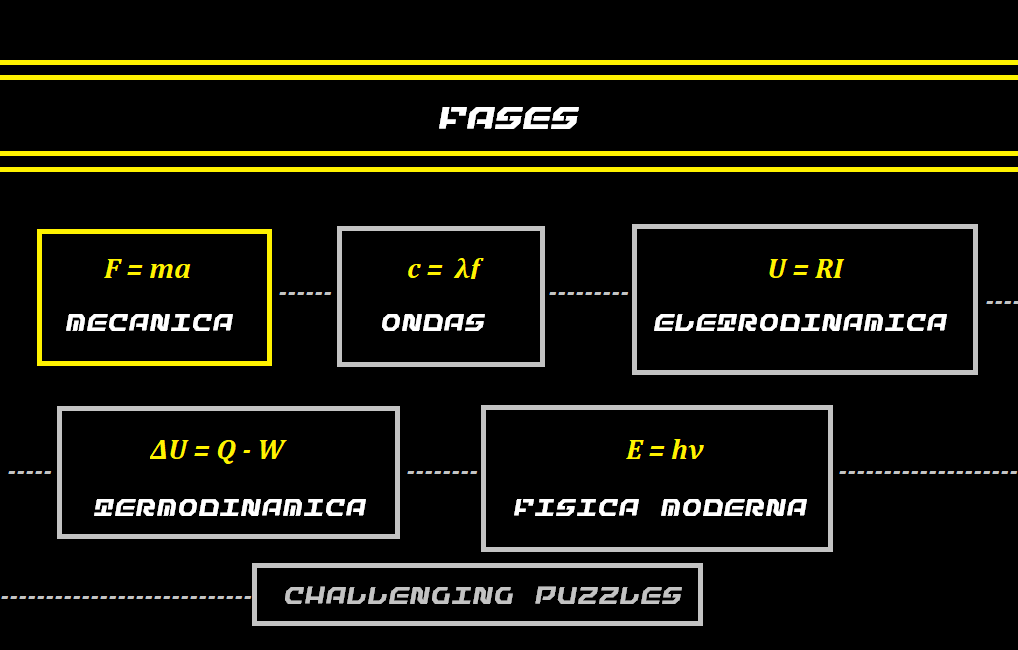 FASES
F = ma
MECANICA
c = λf
ONDAS
U = RI
ELETRODINAMICA
ΔU = Q - W
TERMODINAMICA
E = hν
FISICA MODERNA
CHALLENGING PUZZLES